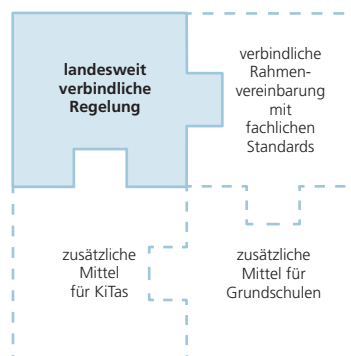 landesweit
verbindliche
Regelung
verbindliche
Rahmen-
vereinbarung
mit
fachlichen
Standards
zusätzliche
Mittel
für KiTas
zusätzliche
Mittel für
Grundschulen